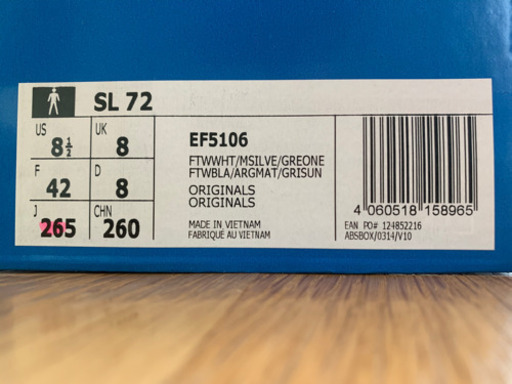 SL 72
US UK
8½ 8
F D
42 8
J CHN
265 260
EF5106
FTWWHT/MSILVE/GREONE
FTWBLA/ARGMAT/GRISUN
ORIGINALS
ORIGINALS
MADE IN VIETNAM
FABRIQUÉ AU VIETNAM
4 060518 158965
EAN PO# 124852216
ABSBOX/0314/V10